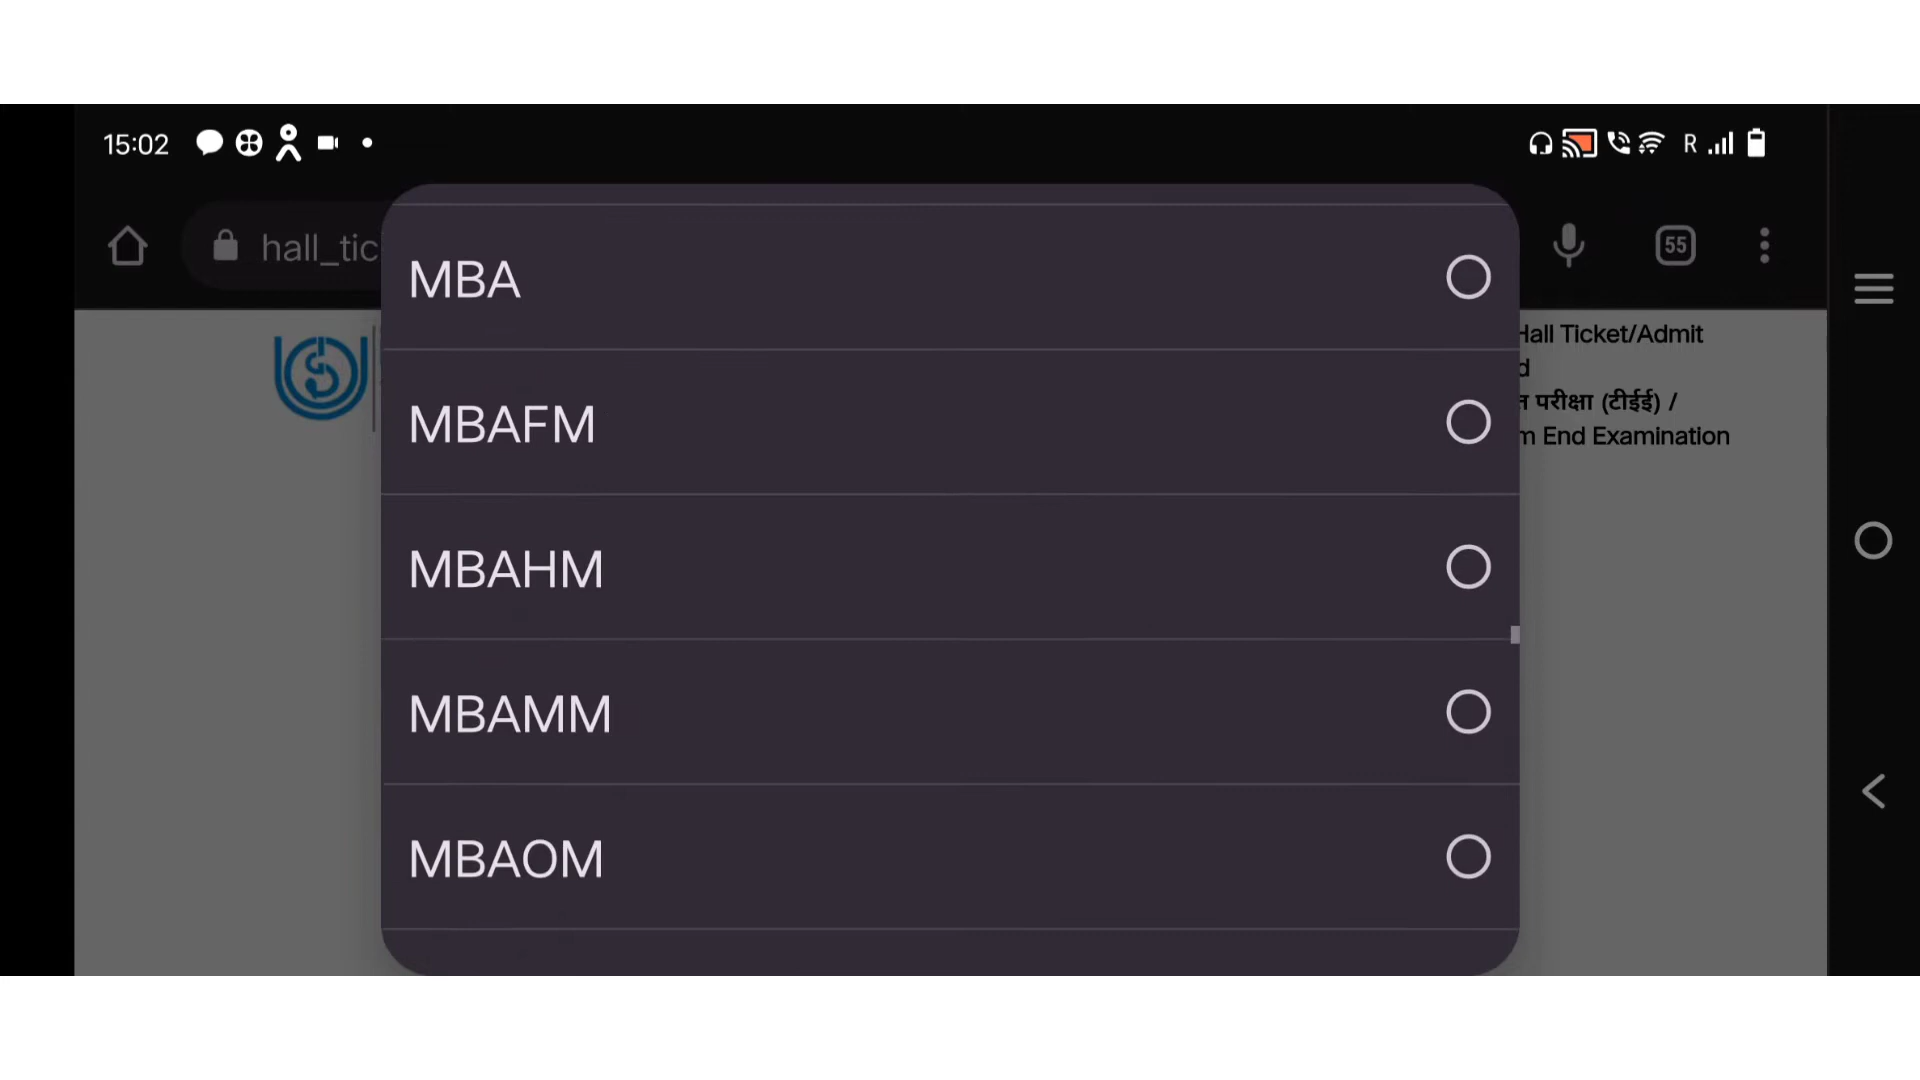 15:02
R
hall_tic
55
MBA
MBAFM
MBAHM
MBAMM
MBAOM
Hall Ticket/Admit
d
परीक्षा (टीईई) /
End Examination